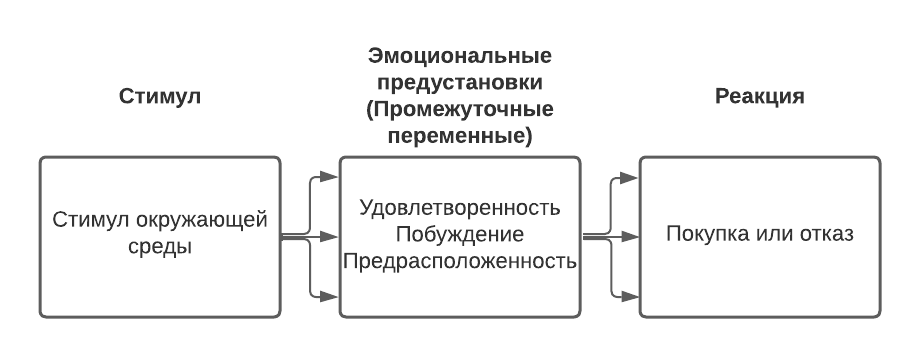 Стимул
Эмоциональные
предустановки
(Промежуточные
переменные)
Реакция
Стимул окружающей
среды
Удовлетворенность
Побуждение
Предрасположенность
Покупка или отказ